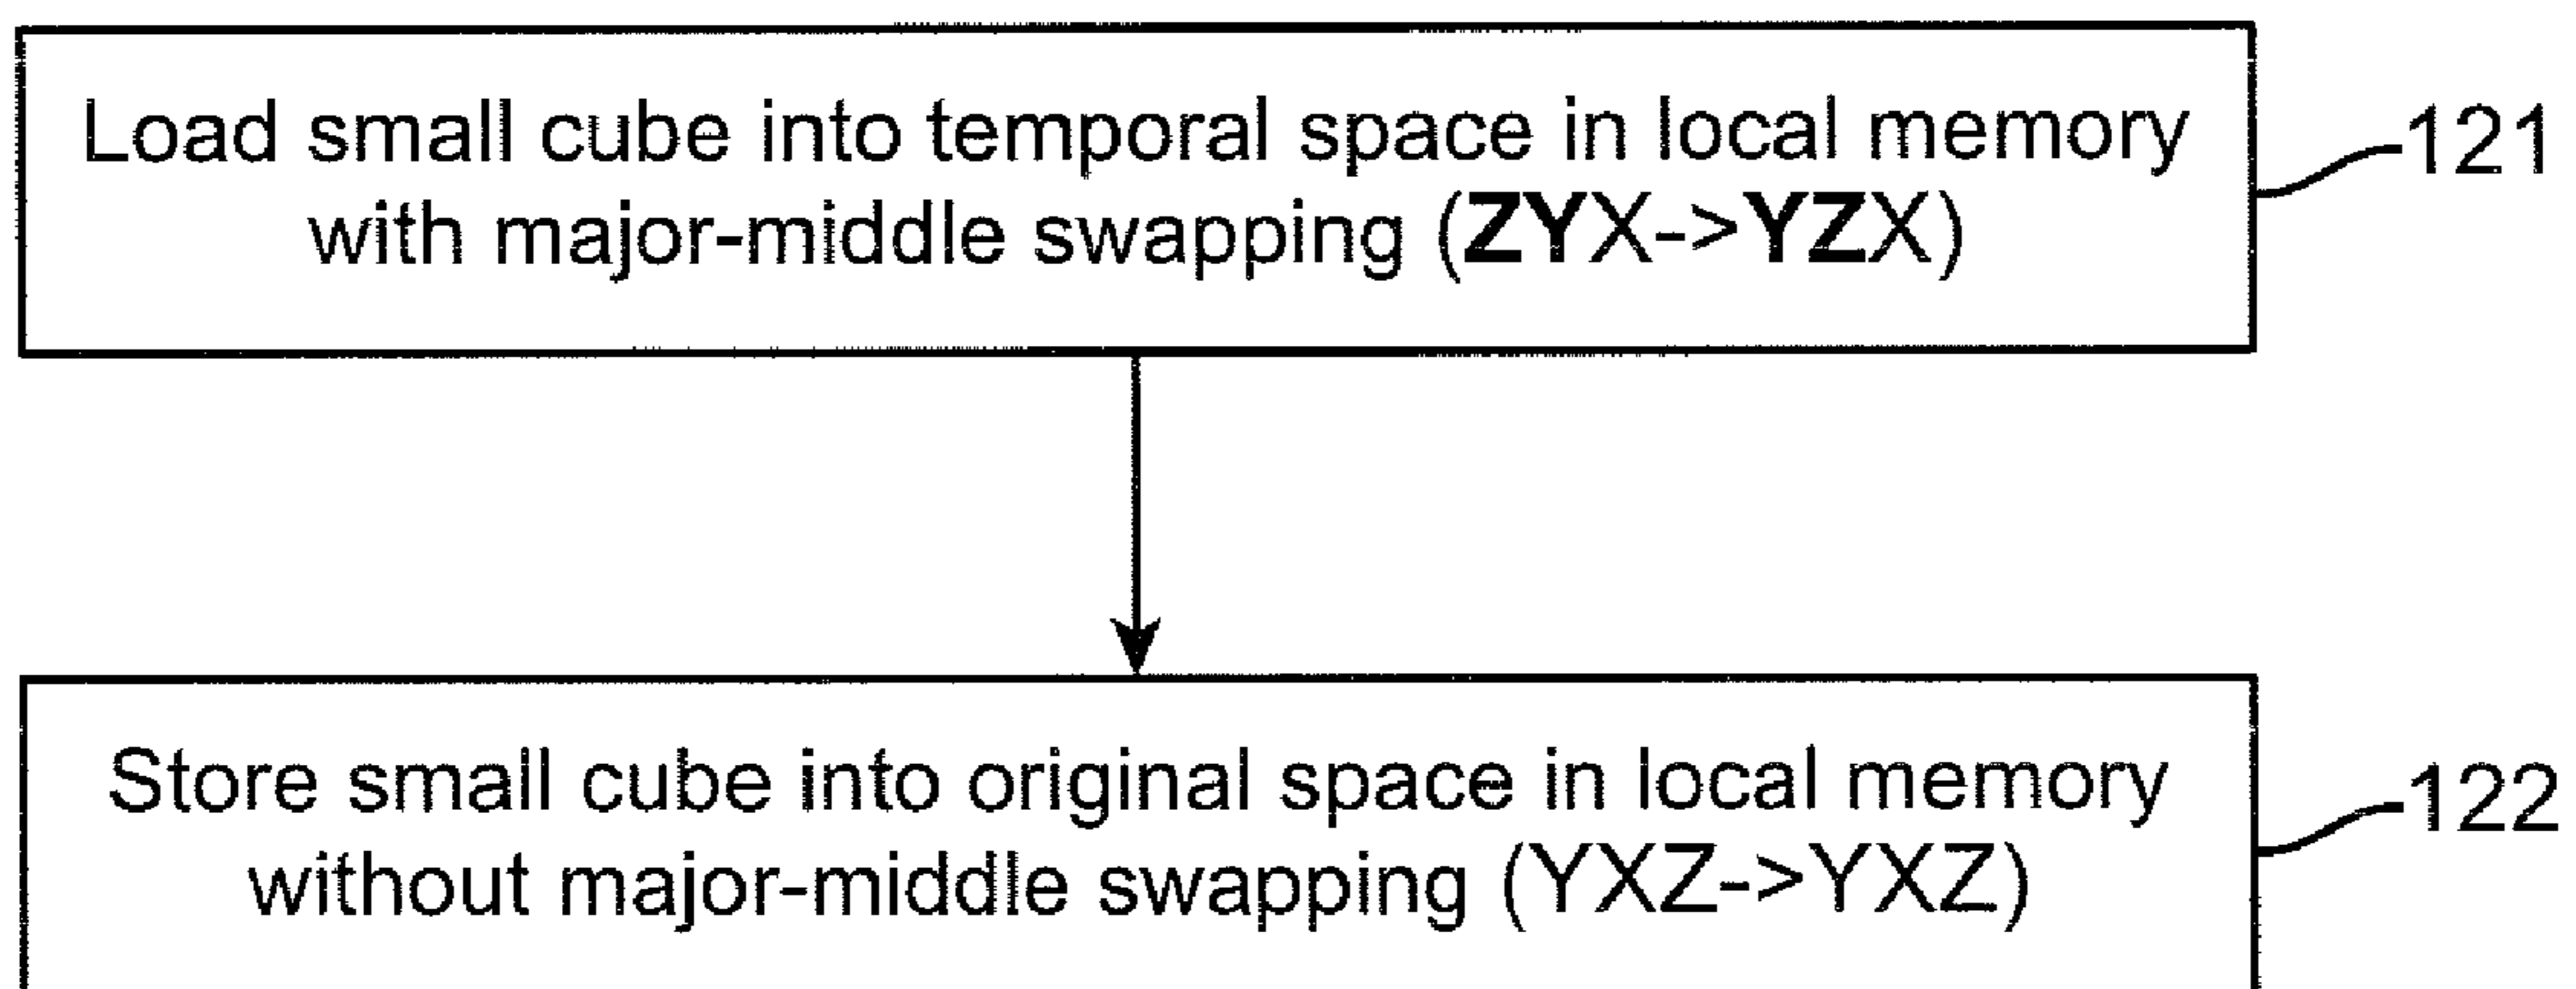 Load small cube into temporal space in local memory
with major-middle swapping (ZYX->YZX)
121
Store small cube into original space in local memory
without major-middle swapping (YXZ->YXZ)
122